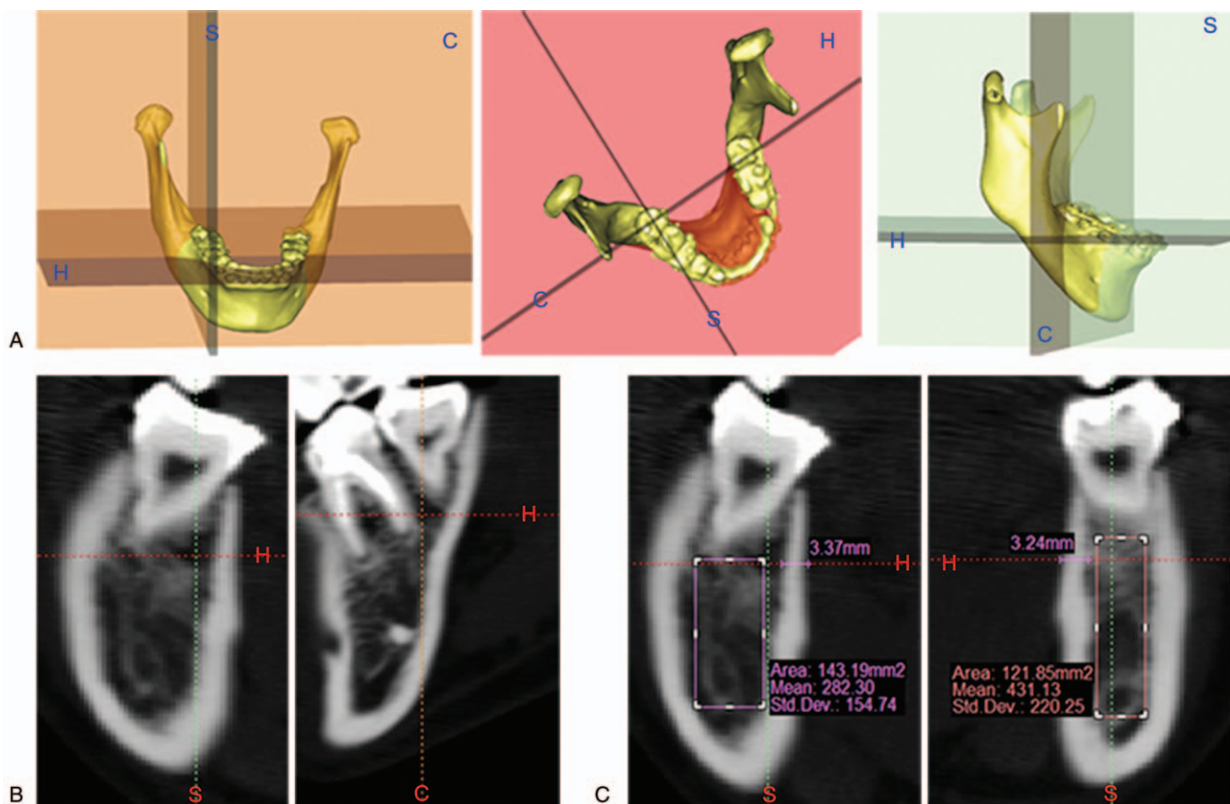 S
C
H
H
C
S
S
H
C
A
H
S
H
C
B
3.37mm
H
Area: 143.19mm2
Mean: 282.30
Std.Dev.: 154.74
S
3.24mm
H
Area: 121.85mm2
Mean: 431.13
Std.Dev.: 220.25
S
C